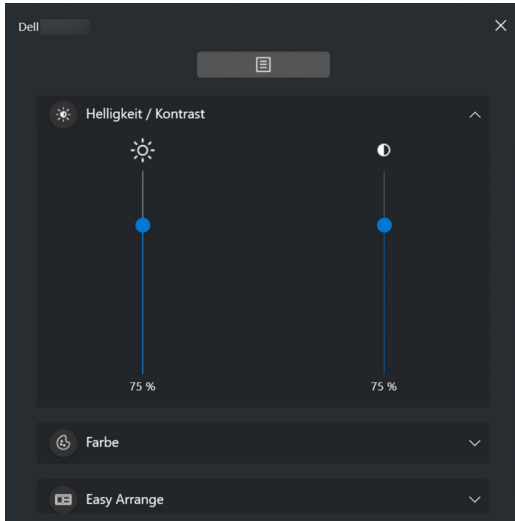 Dell
Helligkeit / Kontrast
75 %
75 %
Farbe
Easy Arrange